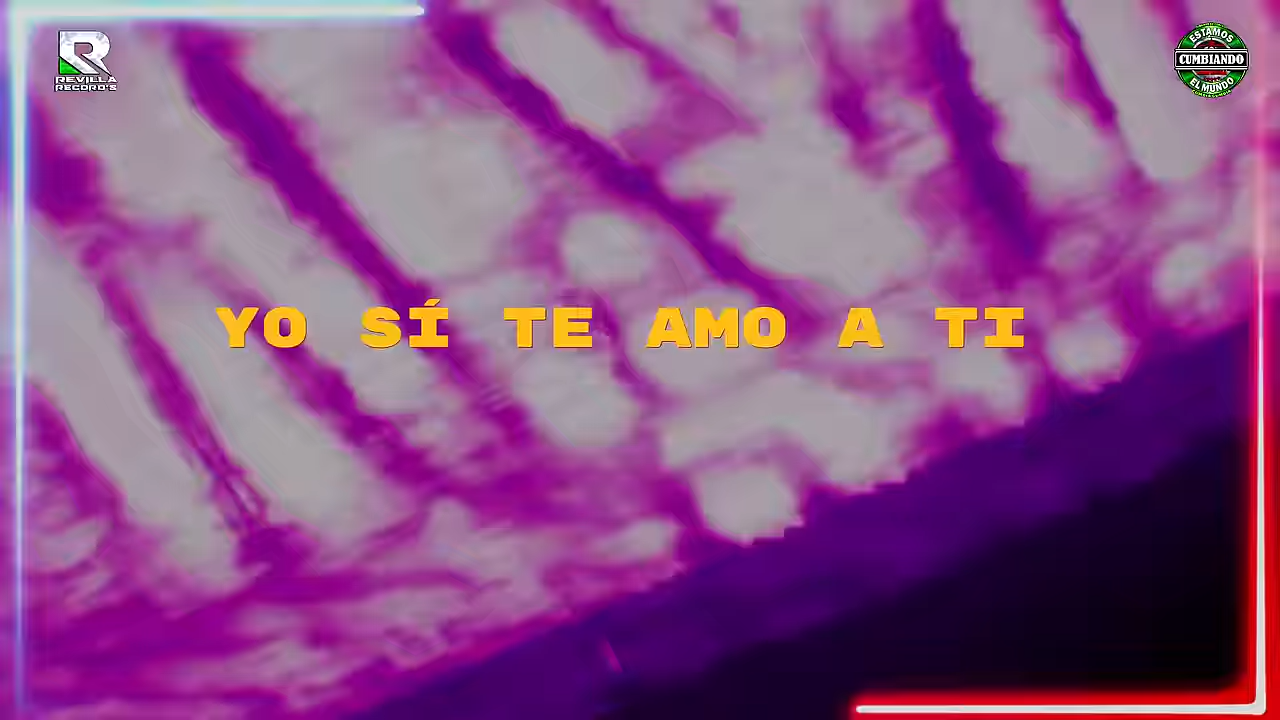 REVILLA
RECORD'S
ESTAMOS
CUMBIANDO
EL MUNDO
YO SÍ TE AMO A TI